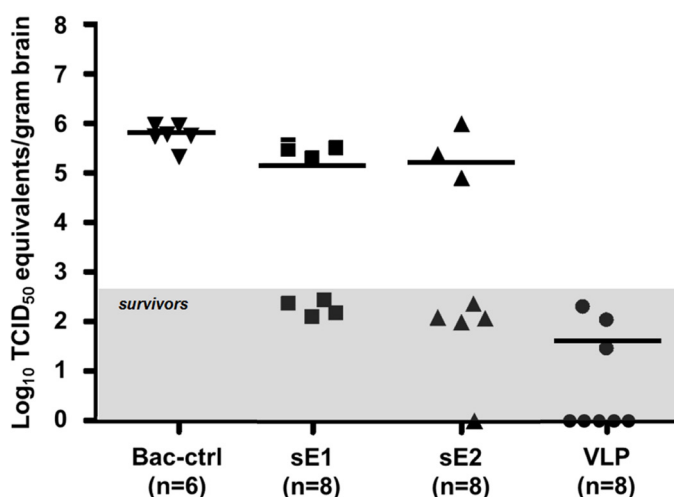 Log10 TCID50 equivalents/gram brain
8
7
6
5
4
3
2
1
0
survivors
Bac-ctrl sE1 sE2 VLP
(n=6) (n=8) (n=8) (n=8)